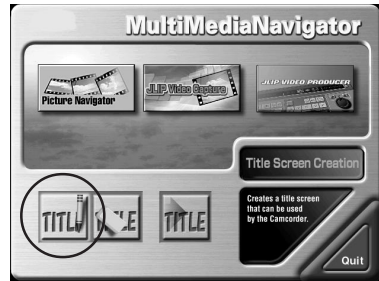 MultiMediaNavigator
Picture Navigator
JLIP Video Capture
JLIP VIDEO PRODUCER
Title Screen Creation
TITL
TITLE
TITLE
Creates a title screen
that can be used
by the Camcorder.
Quit